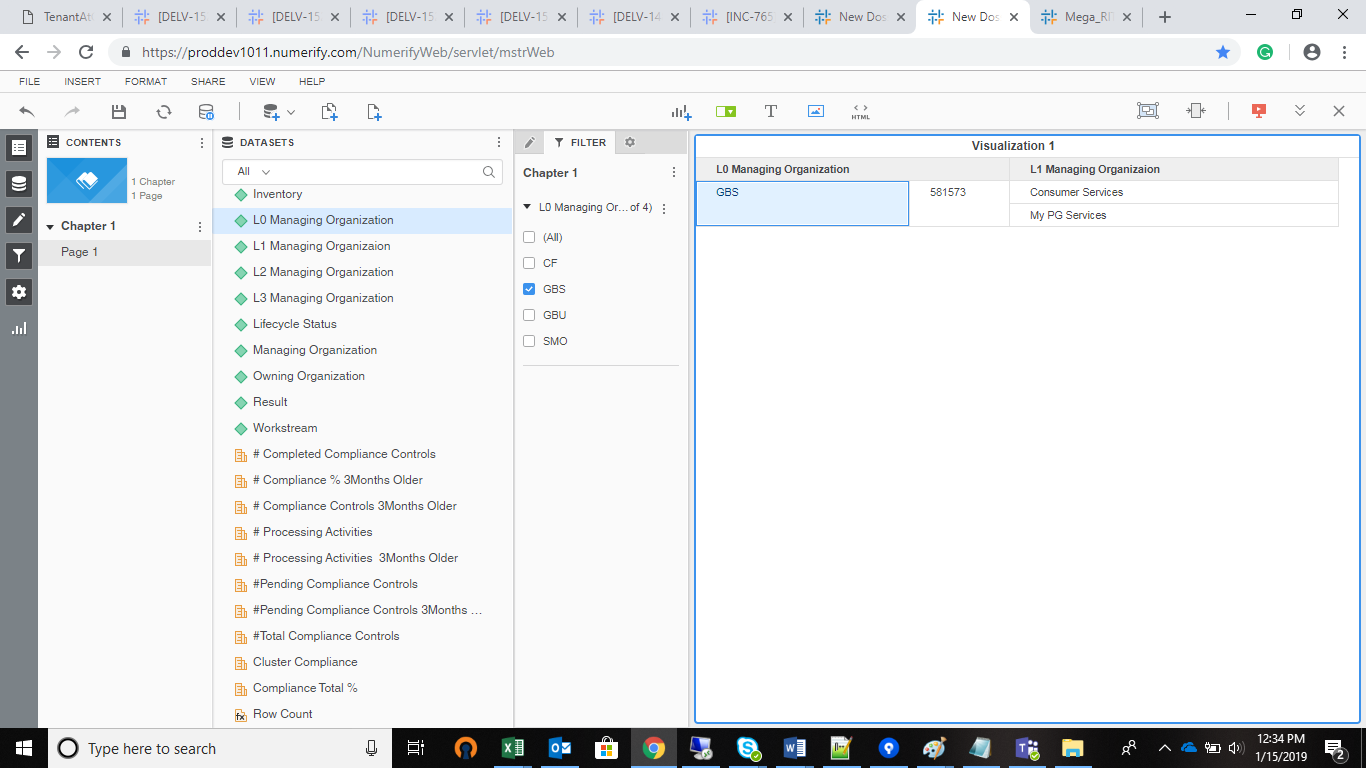 TenantAt
[DELV-15
[DELV-15
[DELV-15
[DELV-15
[DELV-14
[INC-765
New Dos
New Dos
Mega_RI
https://proddev1011.numerify.com/NumerifyWeb/servlet/mstrWeb
FILE INSERT FORMAT SHARE VIEW HELP
HTML
CONTENTS
1 Chapter
1 Page
Chapter 1
Page 1
DATASETS
All
Inventory
L0 Managing Organization
L1 Managing Organizaion
L2 Managing Organization
L3 Managing Organization
Lifecycle Status
Managing Organization
Owning Organization
Result
Workstream
# Completed Compliance Controls
# Compliance % 3Months Older
# Compliance Controls 3Months Older
# Processing Activities
# Processing Activities 3Months Older
#Pending Compliance Controls
#Pending Compliance Controls 3Months ...
#Total Compliance Controls
Cluster Compliance
Compliance Total %
fx Row Count
FILTER
Chapter 1
L0 Managing Or... of 4)
(All)
CF
GBS
GBU
SMO
Visualization 1
L0 Managing Organization L1 Managing Organizaion
GBS 581573 Consumer Services
My PG Services
Type here to search
12:34 PM
1/15/2019
2